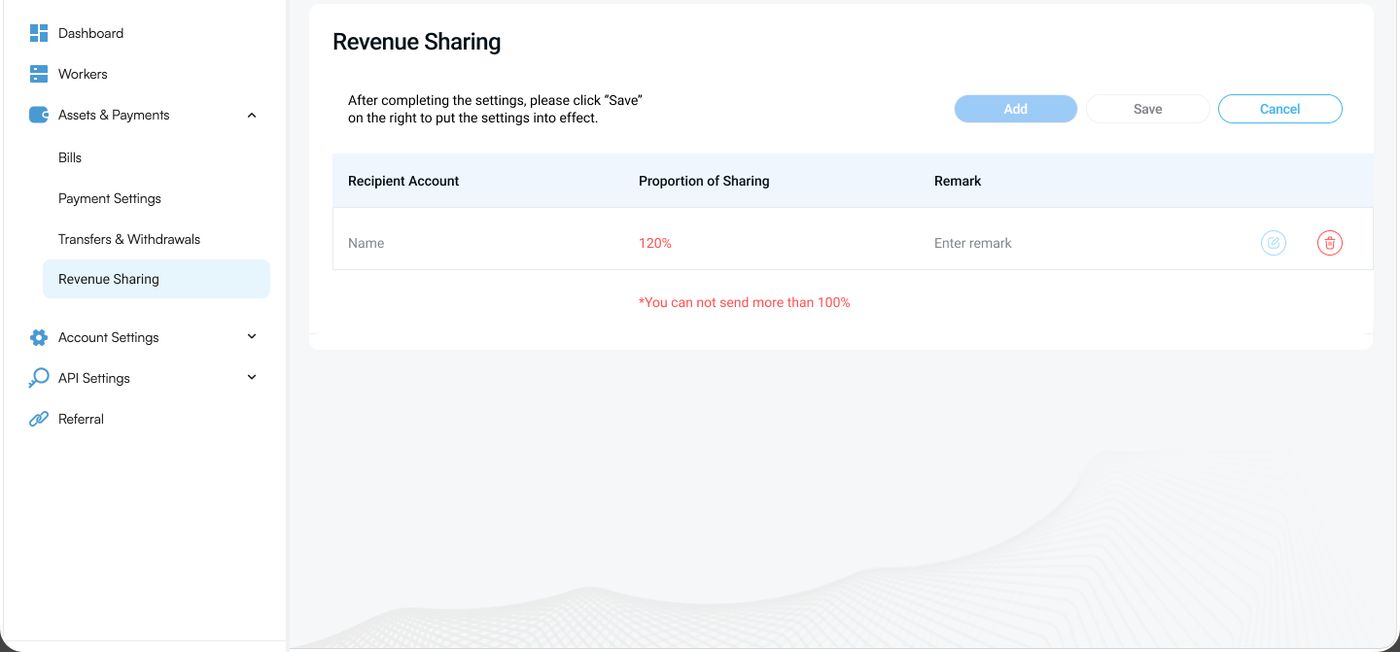 Dashboard
Workers
Assets & Payments
Bills
Payment Settings
Transfers & Withdrawals
Revenue Sharing
Account Settings
API Settings
Referral
Revenue Sharing
After completing the settings, please click “Save”
on the right to put the settings into effect.
Add
Save
Cancel
Recipient Account
Proportion of Sharing
Remark
Name
120%
Enter remark
*You can not send more than 100%